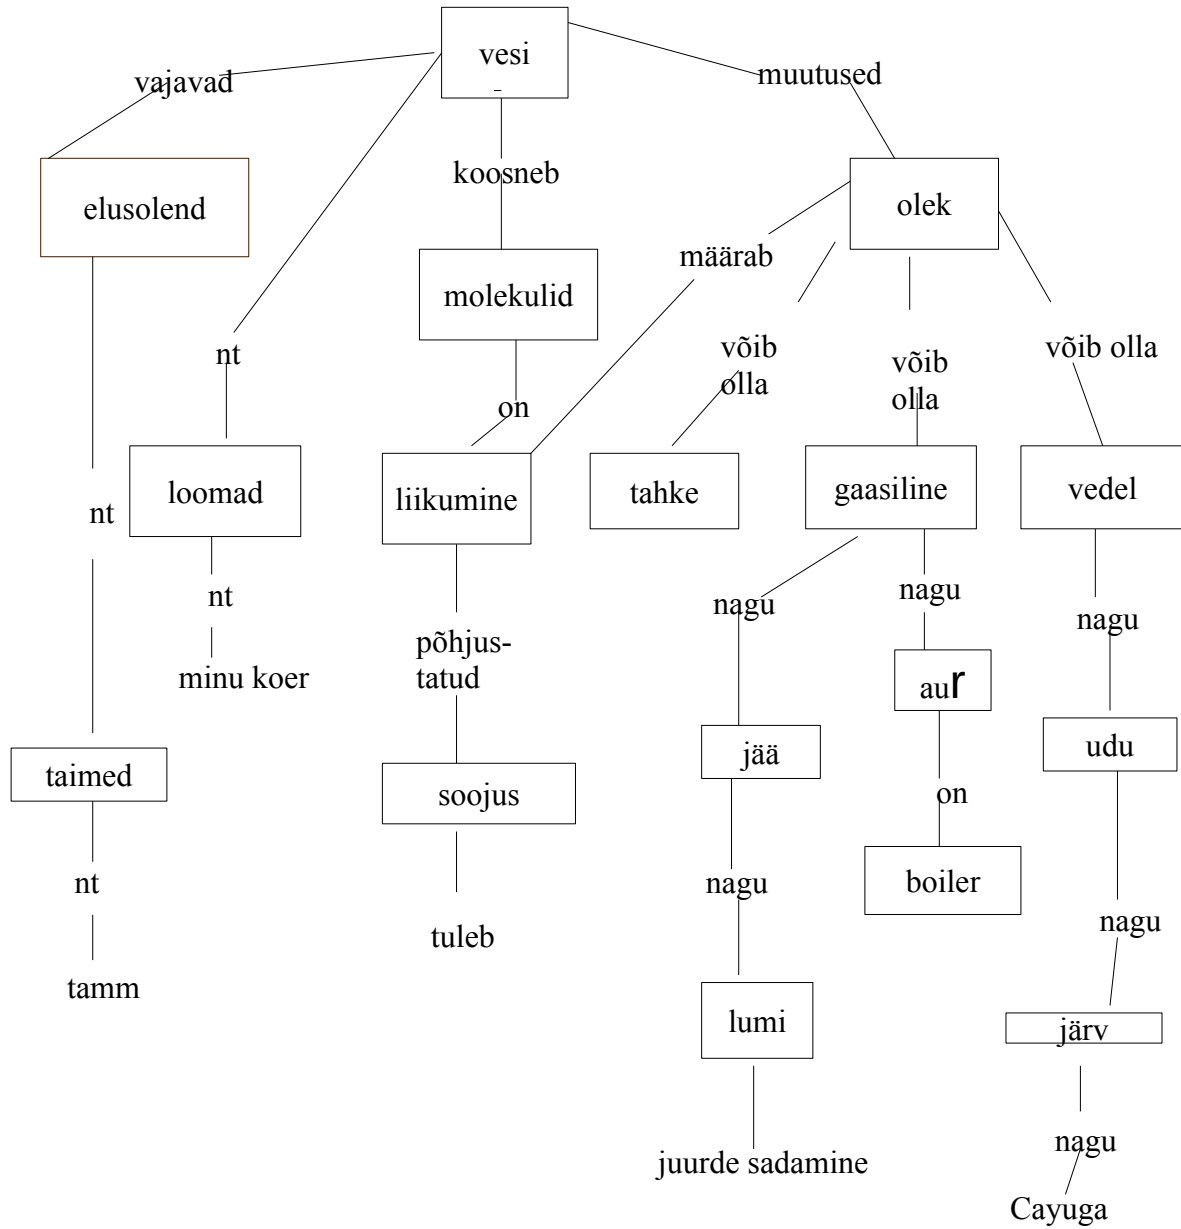 vesi
vajavad
muutused
koosneb
elusolend
olek
määrab
molekulid
nt
võib
olla
võib
olla
võib olla
on
loomad
liikumine
tahke
gaasiline
vedel
nt
nt
nagu
nagu
nagu
põhjus-
tatud
minu koer
aur
jää
udu
taimed
soojus
on
nt
nagu
boiler
nagu
tuleb
tamm
lumi
järv
juurde sadamine
nagu
Cayuga